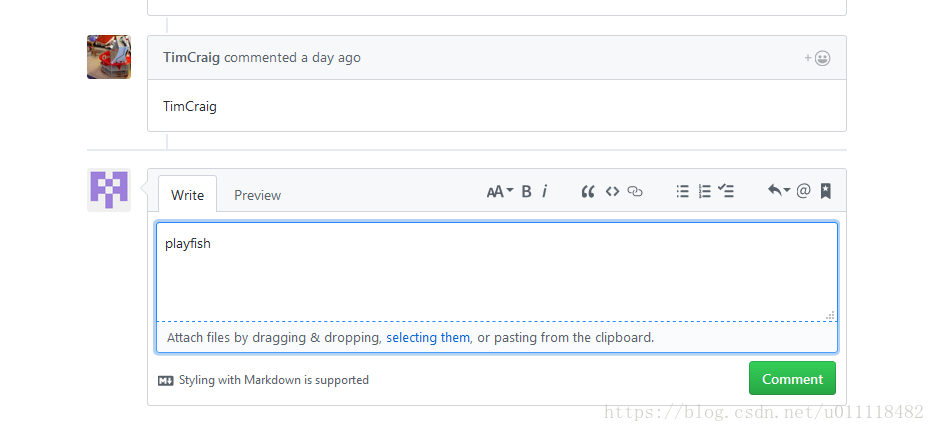 TimCraig commented a day ago
TimCraig
Write Preview AA B i
playfish
Attach files by dragging & dropping, selecting them, or pasting from the clipboard.
Styling with Markdown is supported
Comment
https://blog.csdn.net/u011118482